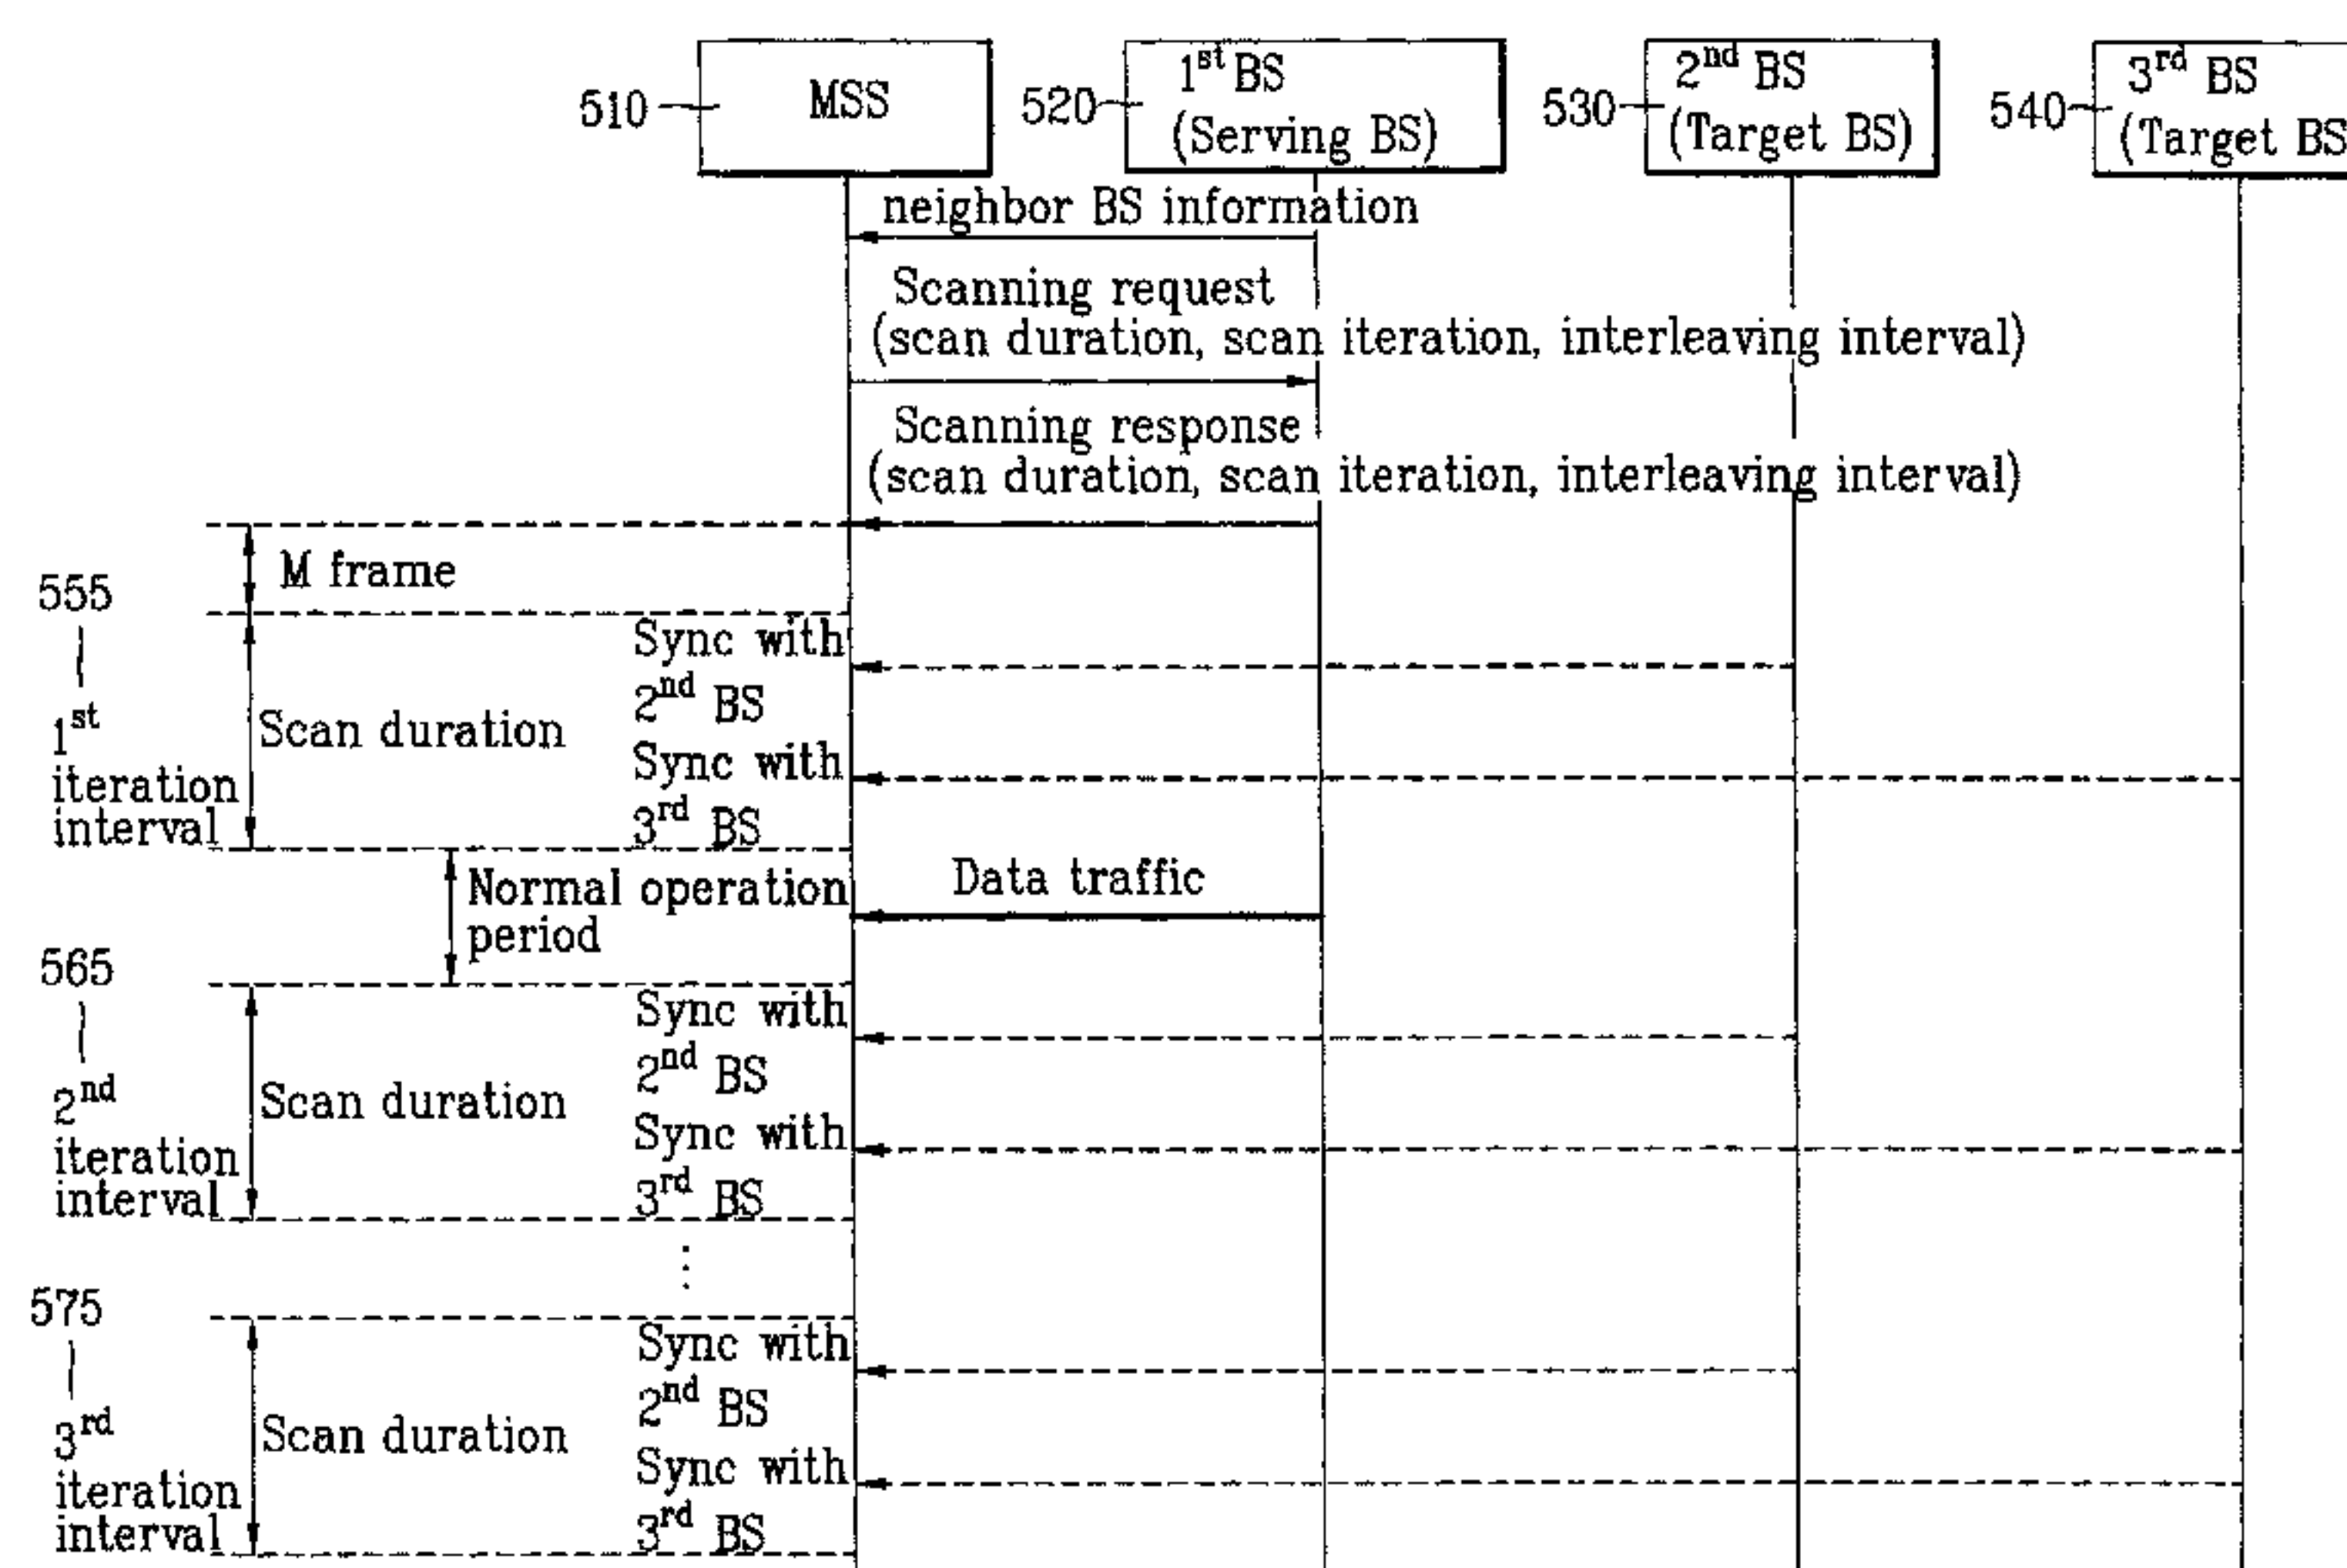 510
MSS
520
1st BS
(Serving BS)
530
2nd BS
(Target BS)
540
3rd BS
(Target BS
neighbor BS information
Scanning request
(scan duration, scan iteration, interleaving interval)
Scanning response
(scan duration, scan iteration, interleaving interval)
M frame
555
1st
iteration
interval
Scan duration
Sync with
2nd BS
Sync with
3rd BS
Normal operation
period
Data traffic
565
2nd
iteration
interval
Scan duration
Sync with
2nd BS
Sync with
3rd BS
575
3rd
iteration
interval
Scan duration
Sync with
2nd BS
Sync with
3rd BS